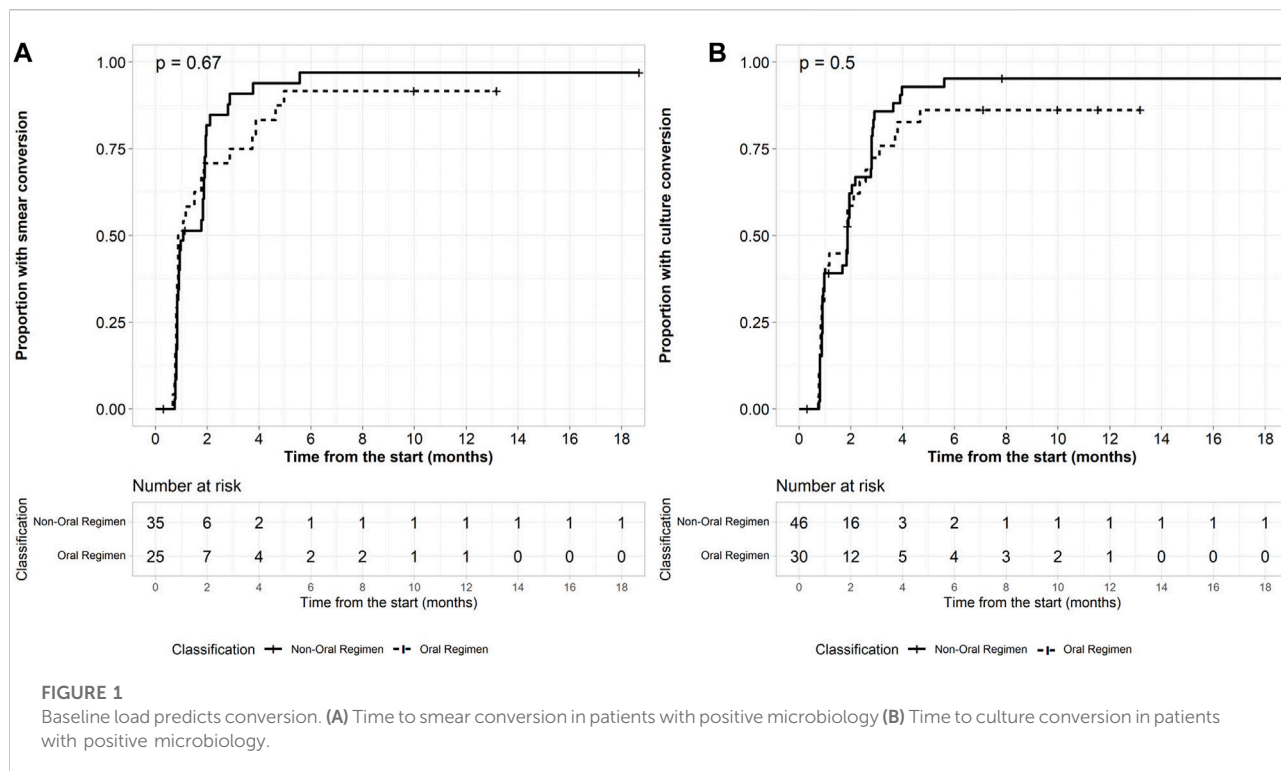 A
p = 0.67
Proportion with smear conversion
1.00
0.75
0.50
0.25
0.00
0 2 4 6 8 10 12 14 16 18
Time from the start (months)
Number at risk
Classification
Non-Oral Regimen 35 6 2 1 1 1 1 1 1 1
Oral Regimen 25 7 4 2 2 1 1 0 0 0
0 2 4 6 8 10 12 14 16 18
Time from the start (months)
Classification Non-Oral Regimen Oral Regimen
B
p = 0.5
Proportion with culture conversion
1.00
0.75
0.50
0.25
0.00
0 2 4 6 8 10 12 14 16 18
Time from the start (months)
Number at risk
Classification
Non-Oral Regimen 46 16 3 2 1 1 1 1 1 1
Oral Regimen 30 12 5 4 3 2 1 0 0 0
0 2 4 6 8 10 12 14 16 18
Time from the start (months)
Classification Non-Oral Regimen Oral Regimen
FIGURE 1
Baseline load predicts conversion. (A) Time to smear conversion in patients with positive microbiology (B) Time to culture conversion in patients
with positive microbiology.